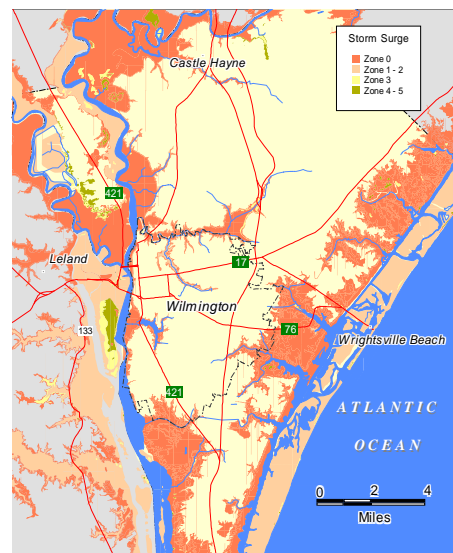 Storm Surge
Zone 0
Zone 1 - 2
Zone 3
Zone 4 - 5
Castle Hayne
421
Leland
17
Wilmington
133
76
Wrightsville Beach
421
ATLANTIC
OCEAN
0 2 4
Miles